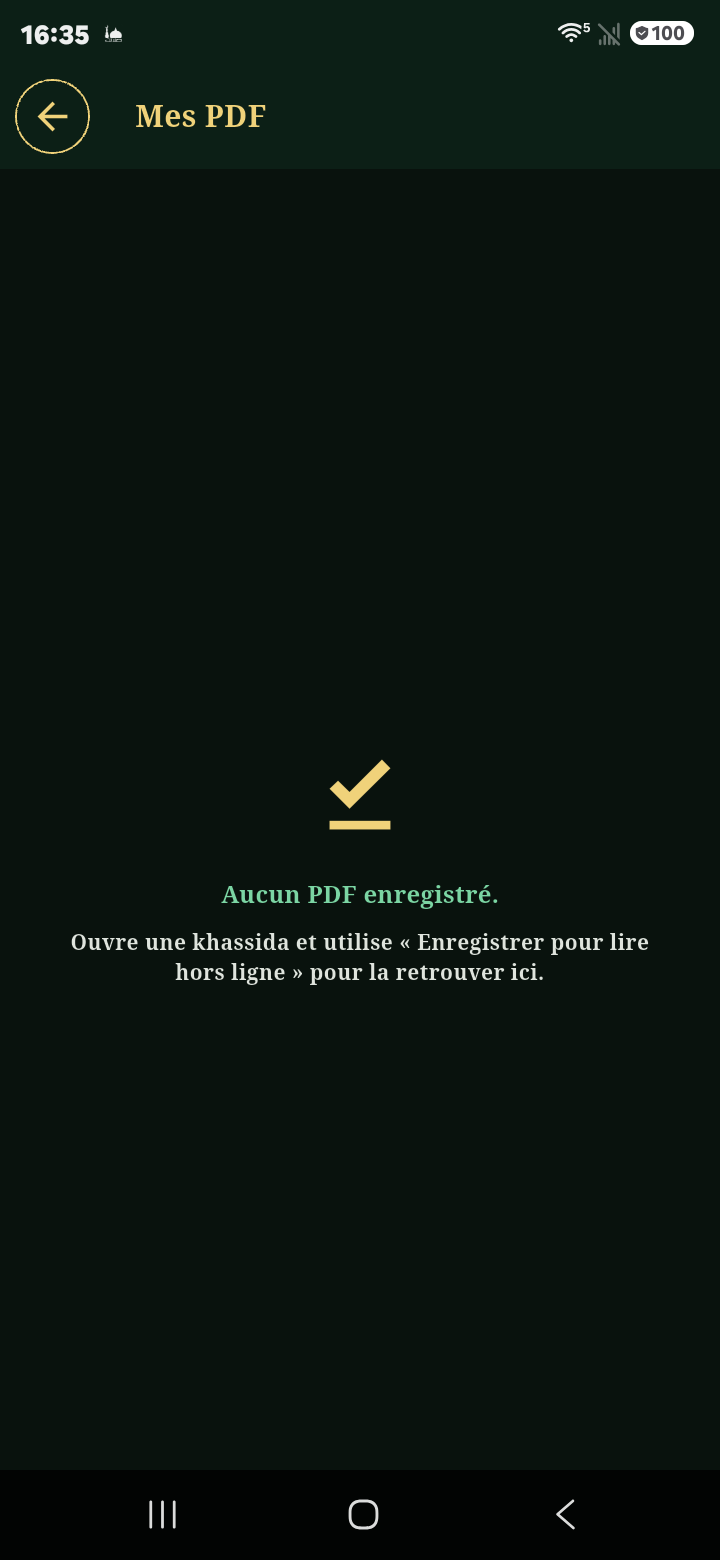 16:35
5
100
Mes PDF
Aucun PDF enregistré.
Ouvre une khassida et utilise « Enregistrer pour lire
hors ligne » pour la retrouver ici.